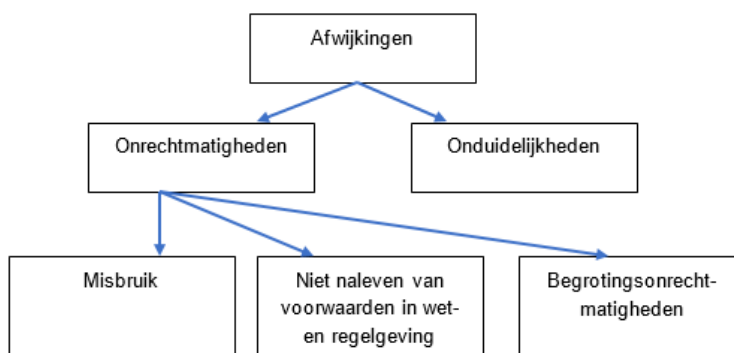 Afwijkingen
Onrechtmatigheden
Onduidelijkheden
Misbruik
Niet naleven van
voorwaarden in wet-
en regelgeving
Begrotingsonrecht-
matigheden